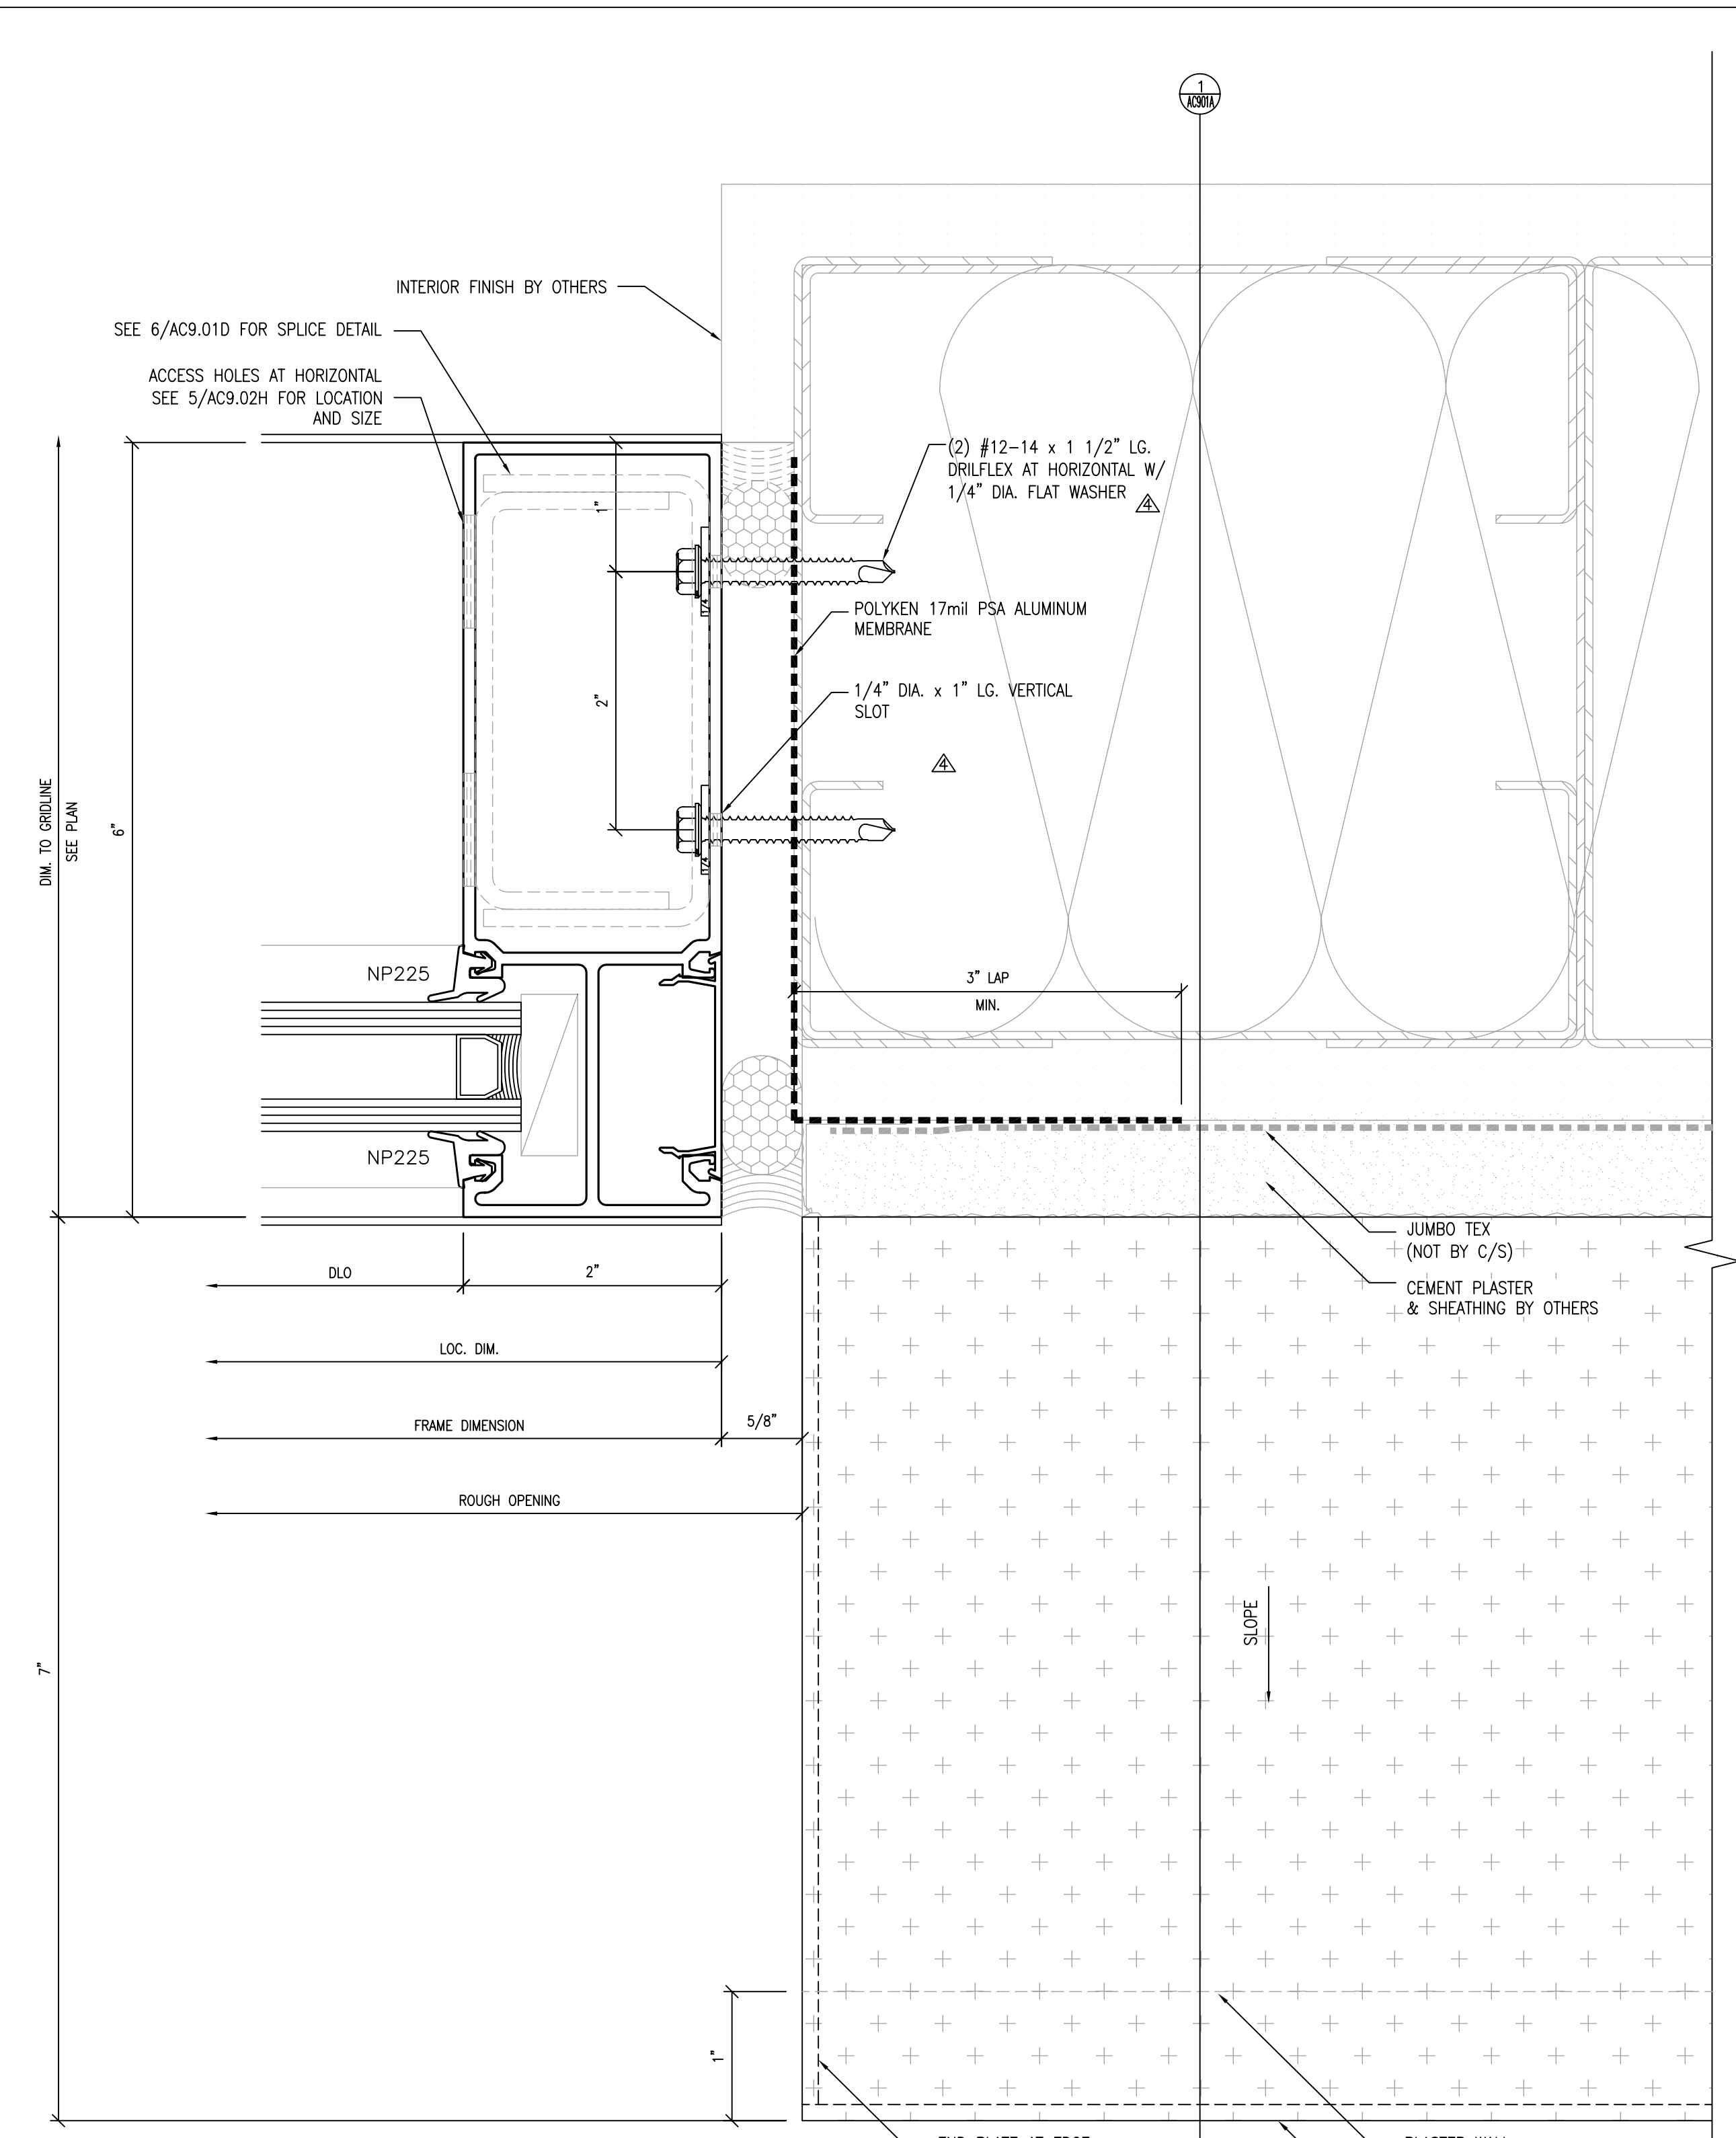 1
AC901A
INTERIOR FINISH BY OTHERS
SEE 6/AC9.01D FOR SPLICE DETAIL
ACCESS HOLES AT HORIZONTAL
SEE 5/AC9.02H FOR LOCATION
AND SIZE
(2) #12-14 x 1 1/2" LG.
DRILFLEX AT HORIZONTAL W/
1/4" DIA. FLAT WASHER
4
1"
1/4
POLYKEN 17mil PSA ALUMINUM
MEMBRANE
2"
1/4" DIA. x 1" LG. VERTICAL
SLOT
4
DIM. TO GRIDLINE
SEE PLAN
6"
1/4
NP225
3" LAP
MIN.
NP225
JUMBO TEX
(NOT BY C/S)
CEMENT PLASTER
& SHEATHING BY OTHERS
DLO
2"
LOC. DIM.
FRAME DIMENSION
5/8"
ROUGH OPENING
SLOPE
7"
1"